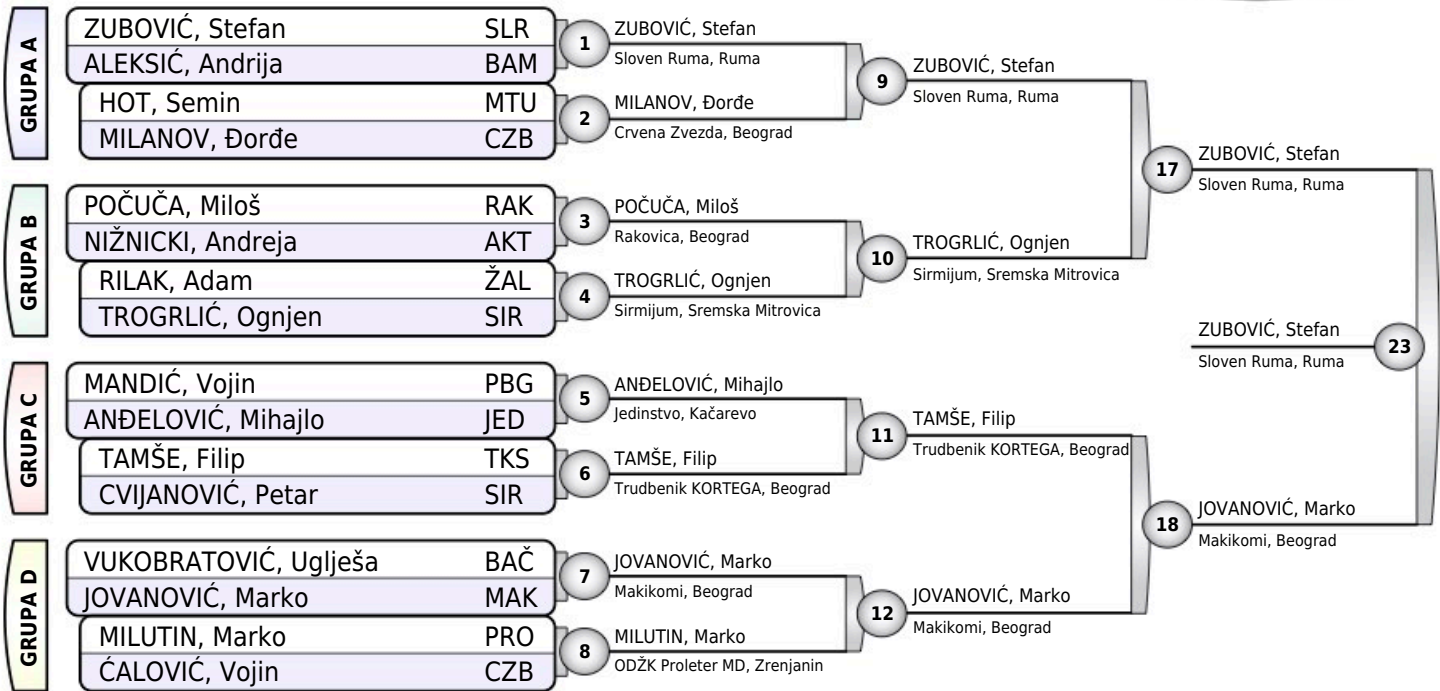 GRUPA A
ZUBOVIĆ, Stefan SLR
ALEKSIĆ, Andrija BAM
HOT, Semin MTU
MILANOV, Đorđe CZB
GRUPA B
POČUČA, Miloš RAK
NIŽNICKI, Andreja AKT
RILAK, Adam ŽAL
TROGRLIĆ, Ognjen SIR
GRUPA C
MANDIĆ, Vojin PBG
ANĐELOVIĆ, Mihajlo JED
TAMŠE, Filip TKS
CVIJANOVIĆ, Petar SIR
GRUPA D
VUKOBRATOVIĆ, Uglješa BAČ
JOVANOVIĆ, Marko MAK
MILUTIN, Marko PRO
ĆALOVIĆ, Vojin CZB
1
ZUBOVIĆ, Stefan
Sloven Ruma, Ruma
2
MILANOV, Đorđe
Crvena Zvezda, Beograd
3
POČUČA, Miloš
Rakovica, Beograd
4
TROGRLIĆ, Ognjen
Sirmijum, Sremska Mitrovica
5
ANĐELOVIĆ, Mihajlo
Jedinstvo, Kačarevo
6
TAMŠE, Filip
Trudbenik KORTEGA, Beograd
7
JOVANOVIĆ, Marko
Makikomi, Beograd
8
MILUTIN, Marko
ODŽK Proleter MD, Zrenjanin
9
ZUBOVIĆ, Stefan
Sloven Ruma, Ruma
10
TROGRLIĆ, Ognjen
Sirmijum, Sremska Mitrovica
11
TAMŠE, Filip
Trudbenik KORTEGA, Beograd
12
JOVANOVIĆ, Marko
Makikomi, Beograd
17
ZUBOVIĆ, Stefan
Sloven Ruma, Ruma
18
JOVANOVIĆ, Marko
Makikomi, Beograd
ZUBOVIĆ, Stefan
Sloven Ruma, Ruma
23